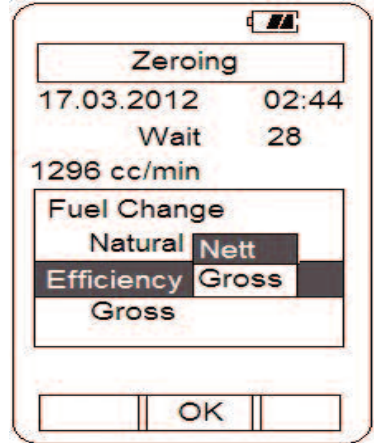 Zeroing
17.03.2012 02:44
Wait 28
1296 cc/min
Fuel Change
Natural Nett
Efficiency Gross
Gross
OK